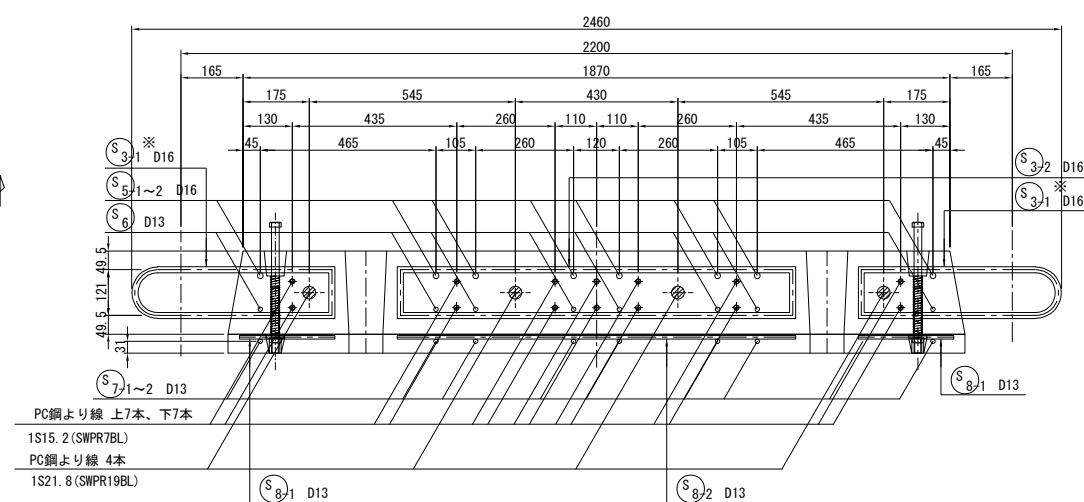 2460
2200
165 1870 165
175 545 430 545 175
130 435 260 110 110 260 435 130
45 465 105 260 120 260 105 465 45
S3-1 D16 ※
S3-2 D16
S5-1~2 D16
S3-1 D16 ※
S6 D13
49.5
121
49.5
31
S7-1~2 D13
S8-1 D13
PC鋼より線 上7本、下7本
1S15.2(SWPR7BL)
PC鋼より線 4本
1S21.8(SWPR19BL)
S8-1 D13
S8-2 D13